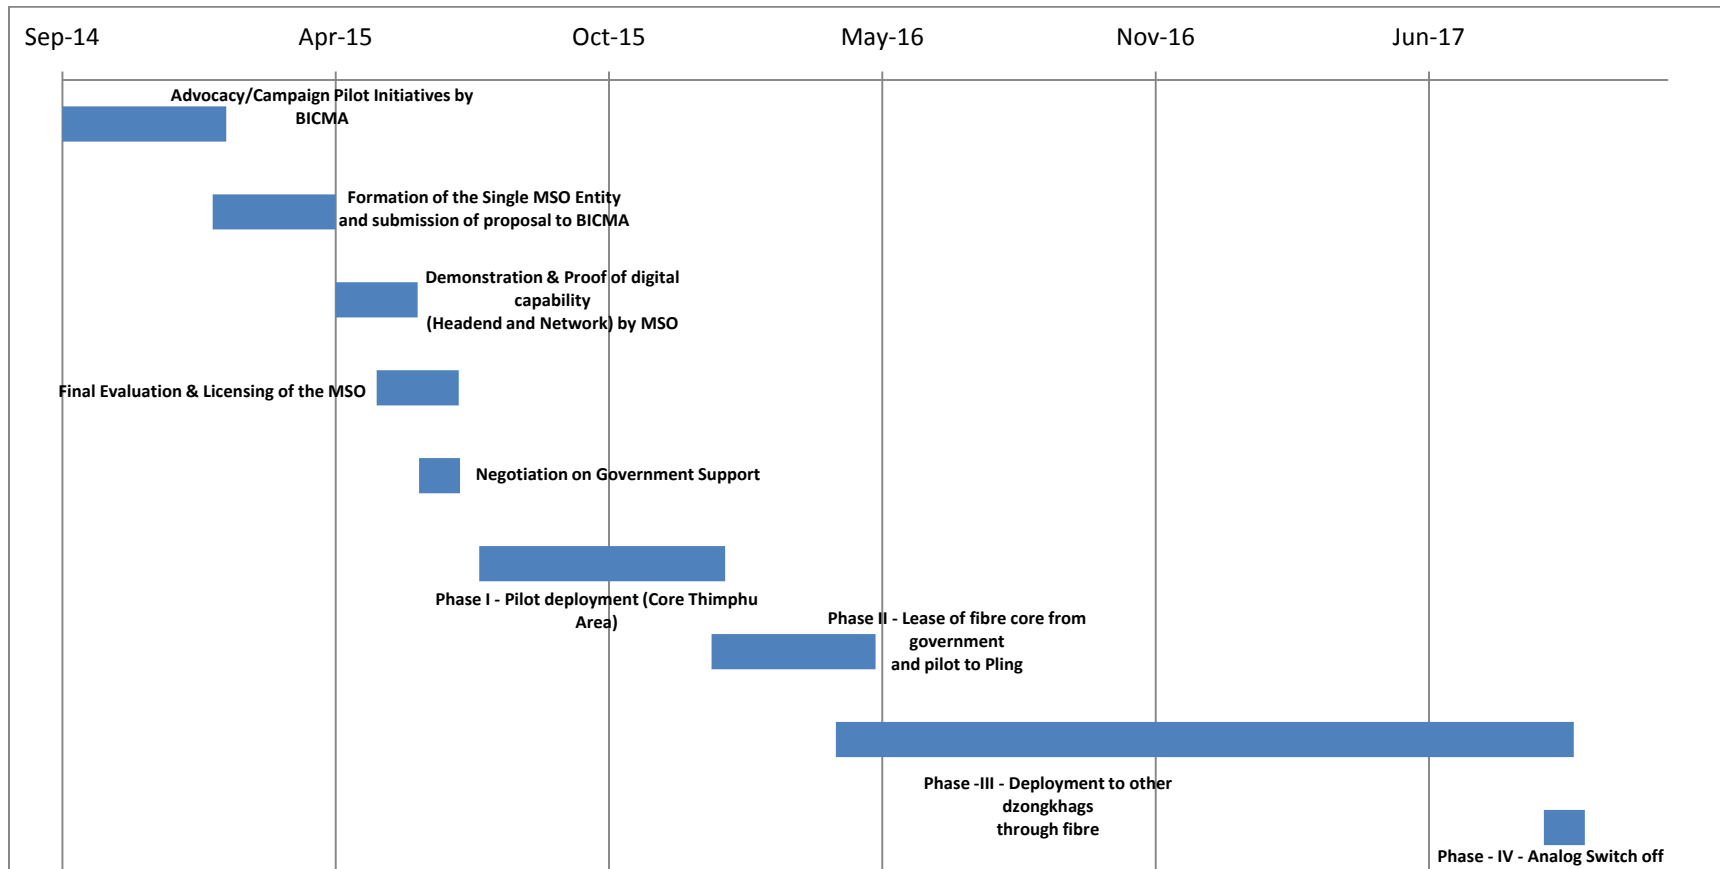 Sep-14 Apr-15 Oct-15 May-16 Nov-16 Jun-17
Advocacy/Campaign Pilot Initiatives by
BICMA
Formation of the Single MSO Entity
and submission of proposal to BICMA
Demonstration & Proof of digital
capability
(Headend and Network) by MSO
Final Evaluation & Licensing of the MSO
Negotiation on Government Support
Phase I - Pilot deployment (Core Thimphu
Area)
Phase II - Lease of fibre core from
government
and pilot to Pling
Phase -III - Deployment to other
dzongkhags
through fibre
Phase - IV - Analog Switch off